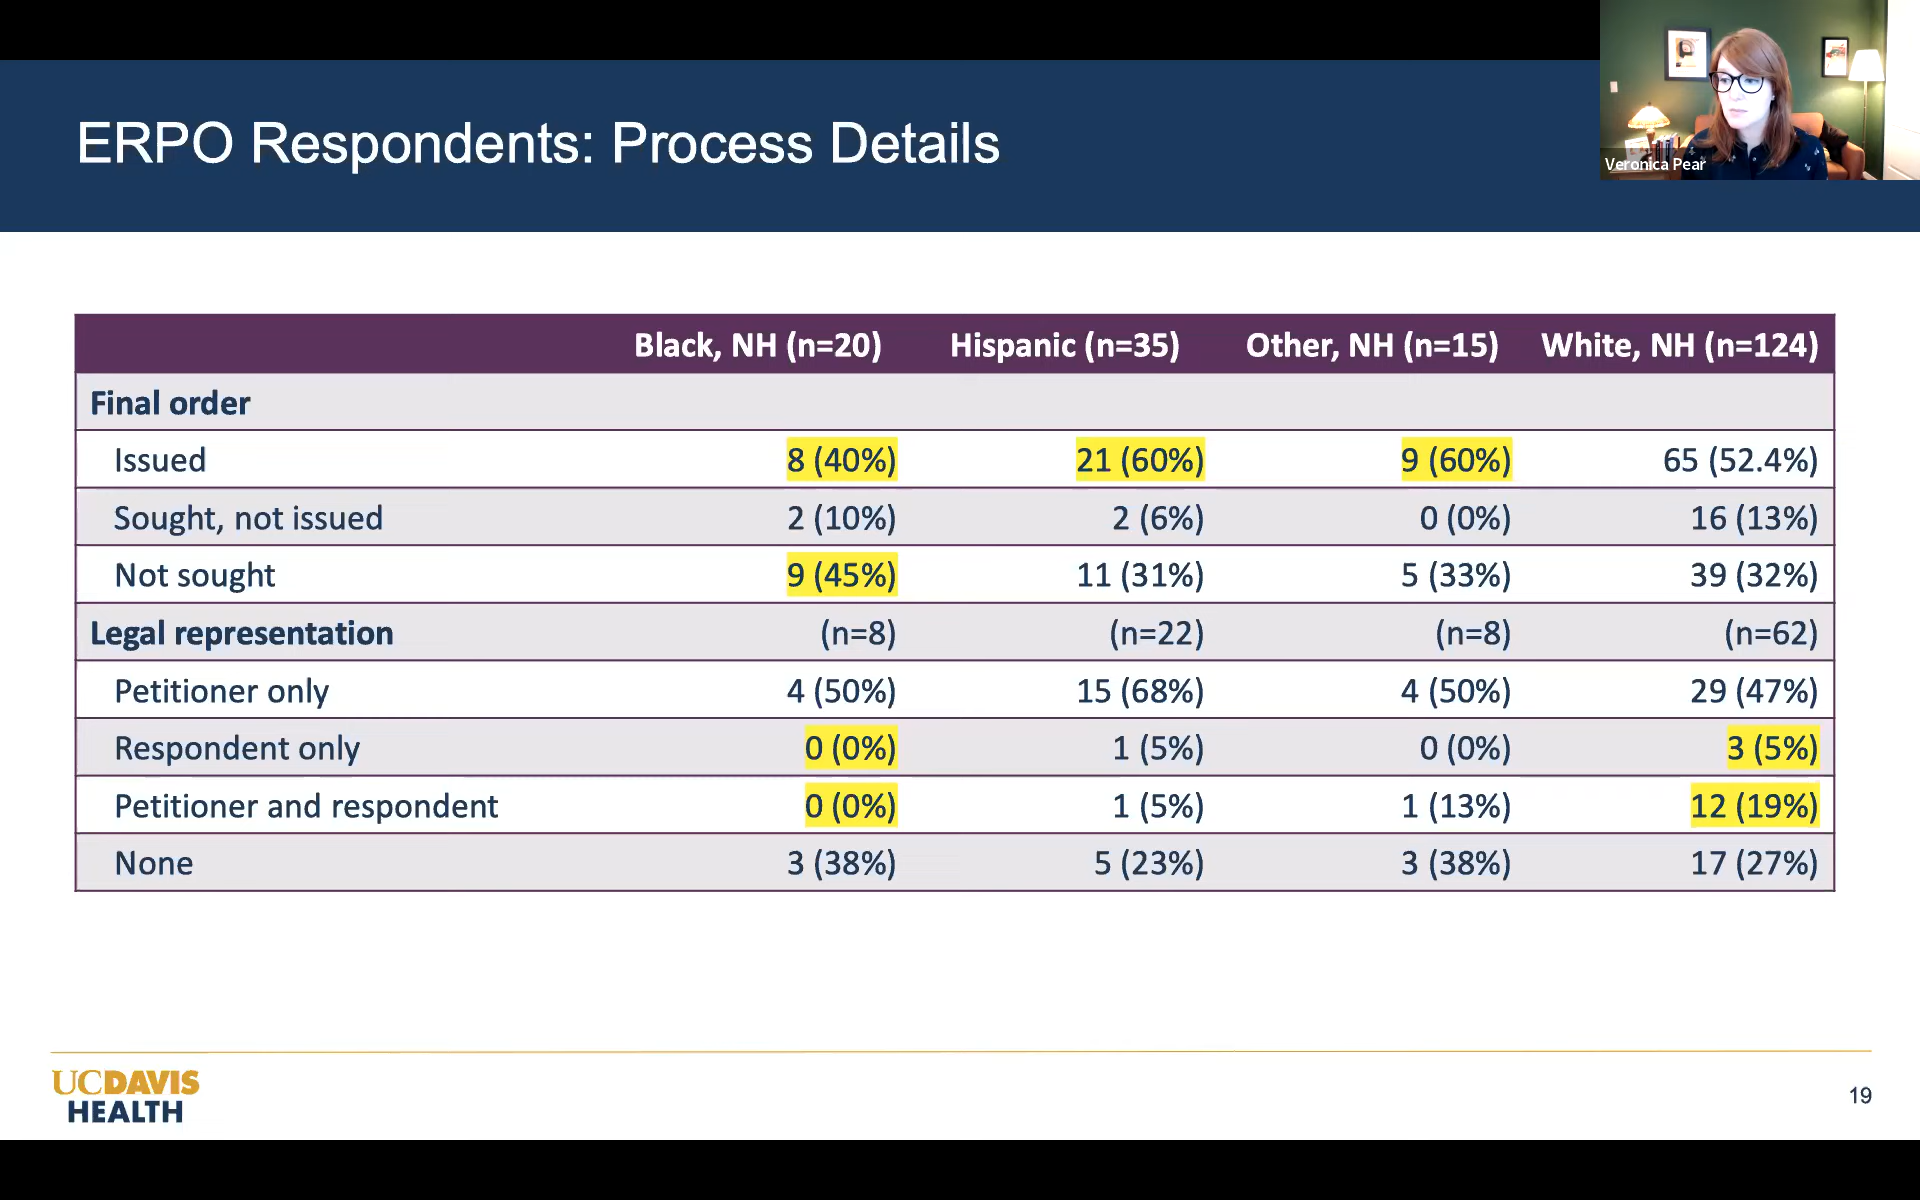 ERPO Respondents: Process Details
Veronica Pear
Black, NH (n=20) Hispanic (n=35) Other, NH (n=15) White, NH (n=124)
Final order
Issued 8 (40%) 21 (60%) 9 (60%) 65 (52.4%)
Sought, not issued 2 (10%) 2 (6%) 0 (0%) 16 (13%)
Not sought 9 (45%) 11 (31%) 5 (33%) 39 (32%)
Legal representation (n=8) (n=22) (n=8) (n=62)
Petitioner only 4 (50%) 15 (68%) 4 (50%) 29 (47%)
Respondent only 0 (0%) 1 (5%) 0 (0%) 3 (5%)
Petitioner and respondent 0 (0%) 1 (5%) 1 (13%) 12 (19%)
None 3 (38%) 5 (23%) 3 (38%) 17 (27%)
UCDAVIS
HEALTH
19